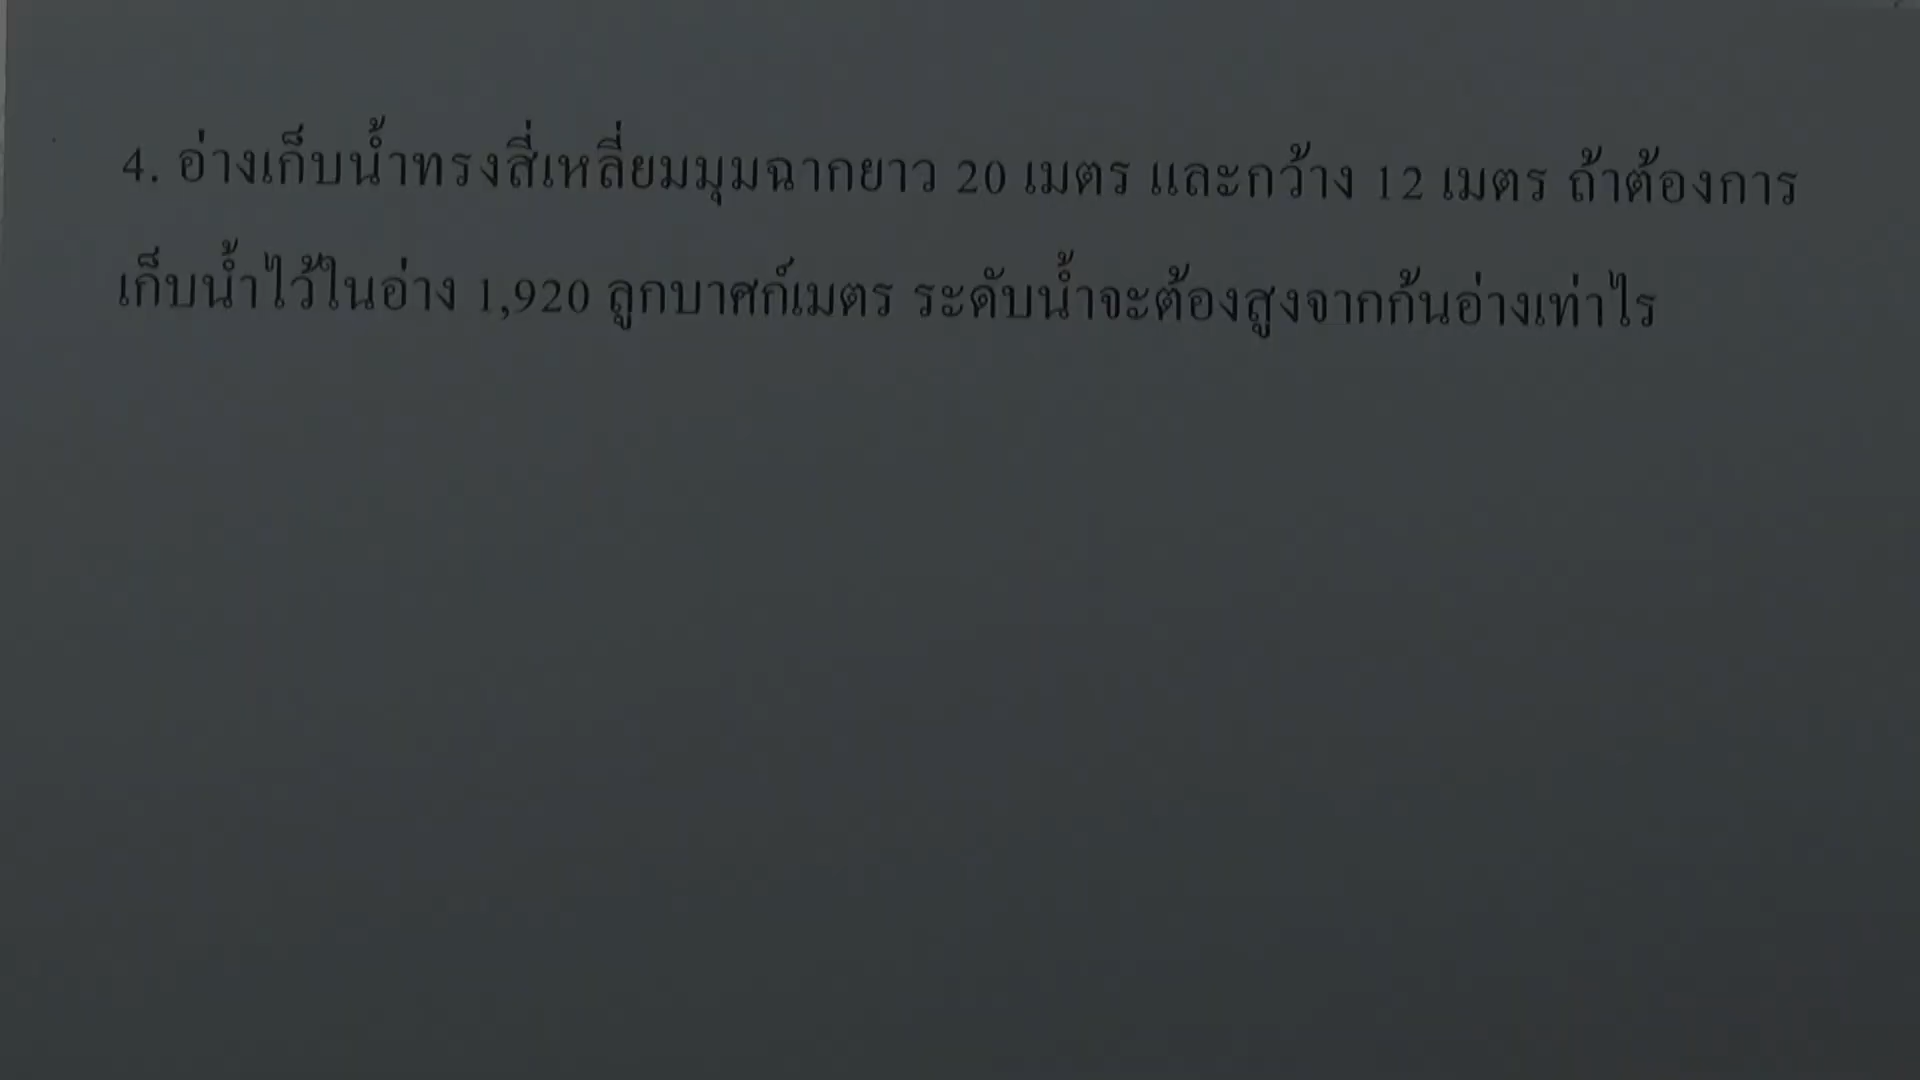 4. อ่างเก็บน้ำทรงสี่เหลี่ยมมุมฉากยาว 20 เมตร และกว้าง 12 เมตร ถ้าต้องการ
เก็บน้ำไว้ในอ่าง 1,920 ลูกบาศก์เมตร ระดับน้ำจะต้องสูงจากก้นอ่างเท่าไร